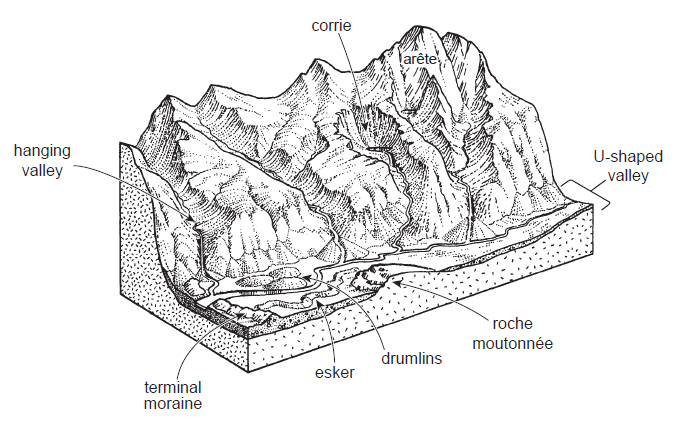 corrie
arête
hanging
valley
U-shaped
valley
roche
moutonnée
drumlins
esker
terminal
moraine